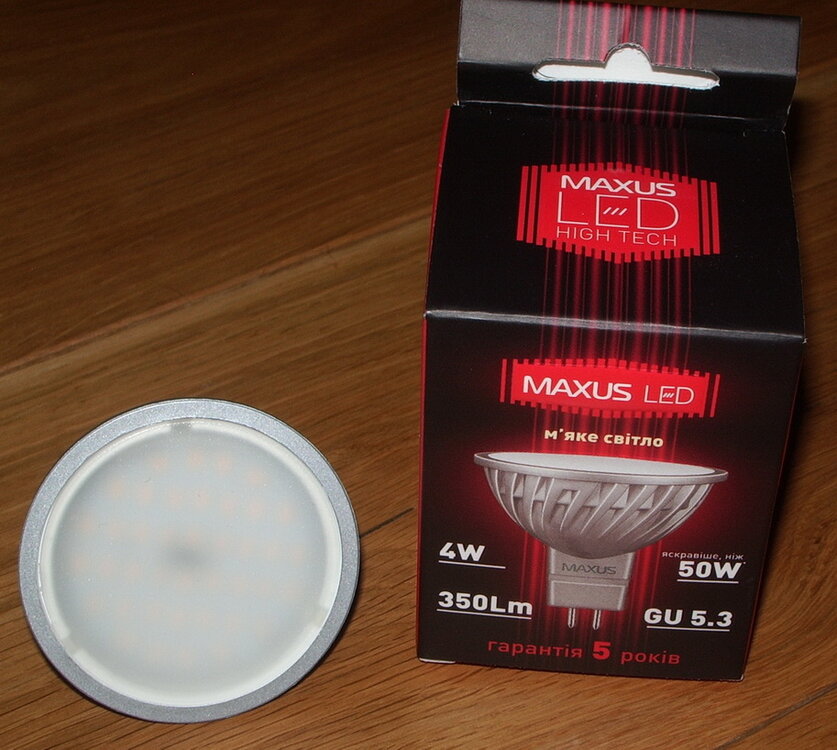 MAXUS
LED
HIGH TECH
MAXUS LED
м'яке світло
MAXUS
4W
яскравіше, ніж
50W
350Lm
GU 5.3
гарантія 5 років